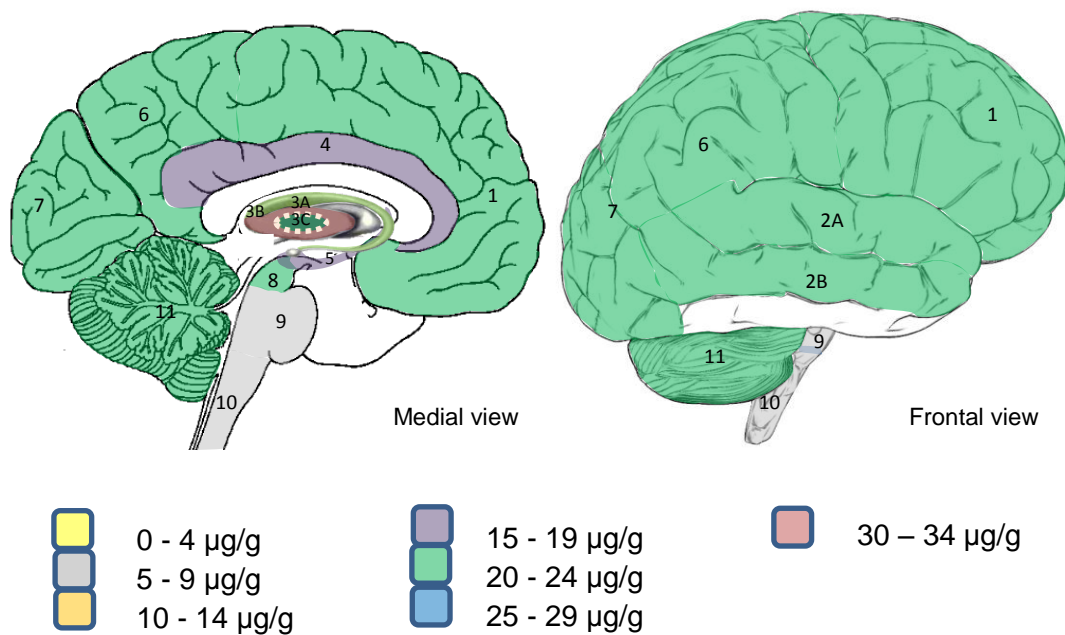 6
4
1
7
3A
3B
3C
5
8
9
11
10
Medial view
1
6
7
2A
2B
9
11
10
Frontal view
0 - 4 µg/g
5 - 9 µg/g
10 - 14 µg/g
15 - 19 µg/g
20 - 24 µg/g
25 - 29 µg/g
30 – 34 µg/g